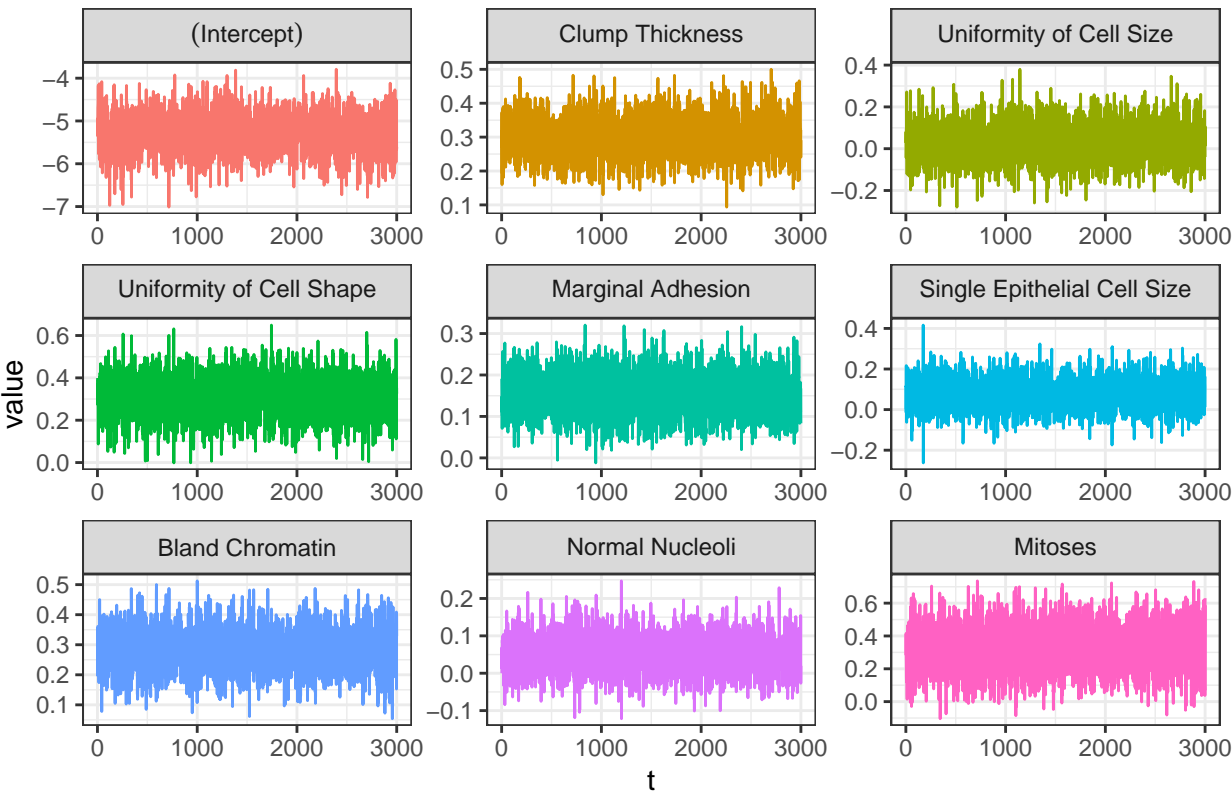 (Intercept) Clump Thickness Uniformity of Cell Size
−4 −5 −6 −7
0.5 0.4 0.3 0.2 0.1
0.4 0.2 0.0 −0.2
0 1000 2000 3000 0 1000 2000 3000 0 1000 2000 3000
Uniformity of Cell Shape Marginal Adhesion Single Epithelial Cell Size
value
0.6 0.4 0.2 0.0
0.3 0.2 0.1 0.0
0.4 0.2 0.0 −0.2
0 1000 2000 3000 0 1000 2000 3000 0 1000 2000 3000
Bland Chromatin Normal Nucleoli Mitoses
0.5 0.4 0.3 0.2 0.1
0.2 0.1 0.0 −0.1
0.6 0.4 0.2 0.0
0 1000 2000 3000 0 1000 2000 3000 0 1000 2000 3000
t